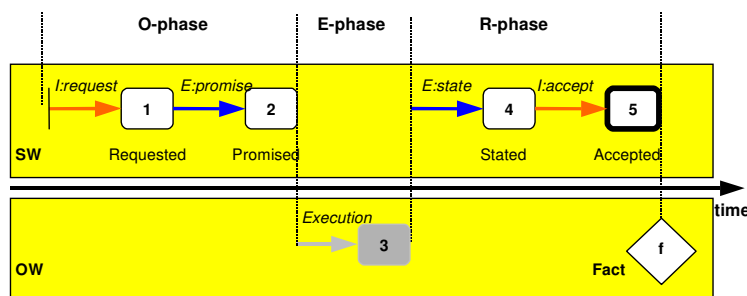 O-phase E-phase R-phase
I:request E:promise E:state I:accept
1 2 4 5
SW Requested Promised Stated Accepted
time
Execution
3 f
OW Fact